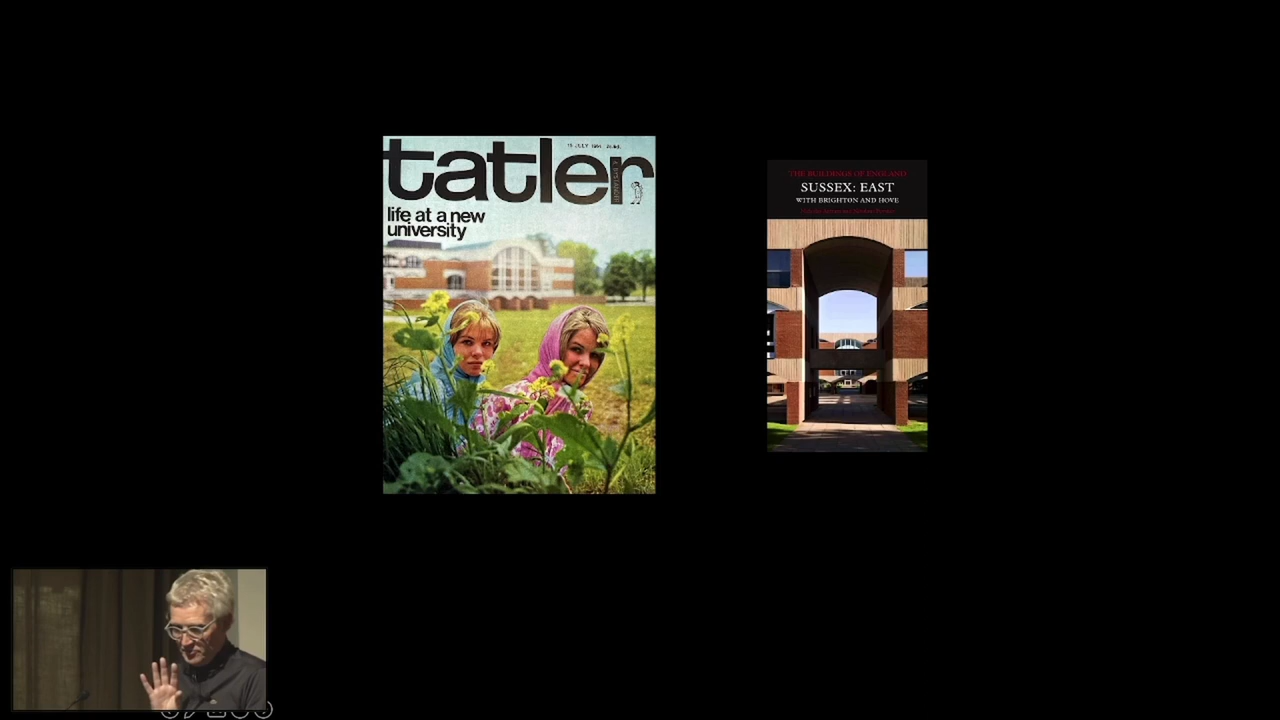 tatler
life at a new
university
THE BUILDINGS OF ENGLAND
SUSSEX: EAST
WITH BRIGHTON AND HOVE